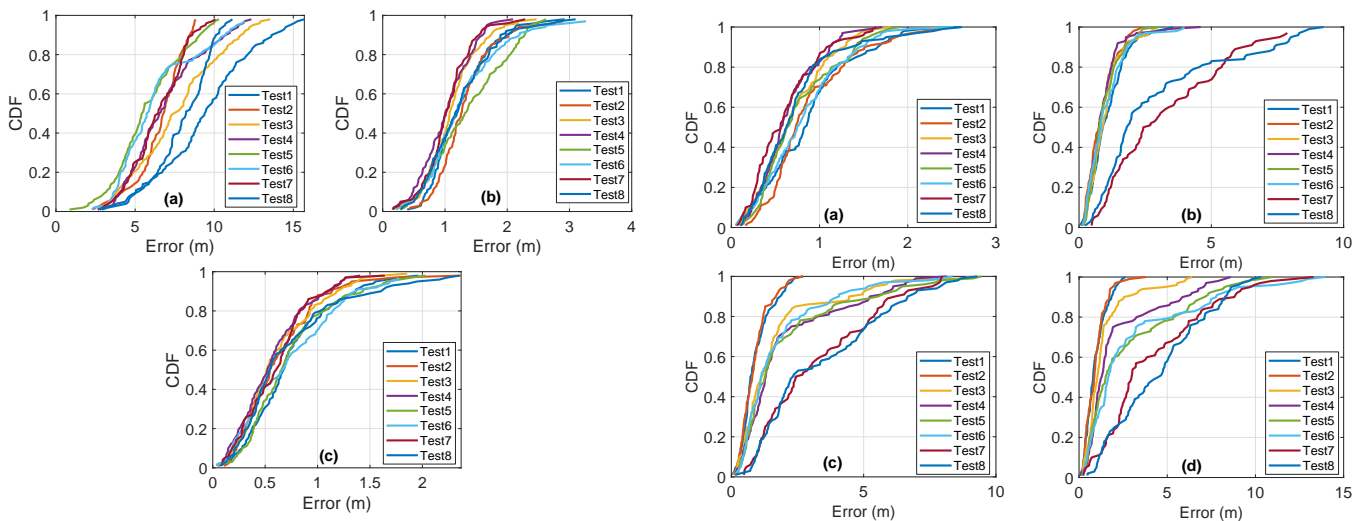 1
0.8
0.6
0.4
0.2
0
CDF
0 5 10 15
Error (m)
(a)
Test1
Test2
Test3
Test4
Test5
Test6
Test7
Test8
1
0.8
0.6
0.4
0.2
0
CDF
0 1 2 3 4
Error (m)
(b)
Test1
Test2
Test3
Test4
Test5
Test6
Test7
Test8
1
0.8
0.6
0.4
0.2
0
CDF
0 0.5 1 1.5 2
Error (m)
(c)
Test1
Test2
Test3
Test4
Test5
Test6
Test7
Test8
1
0.8
0.6
0.4
0.2
0
CDF
0 1 2 3
Error (m)
(a)
Test1
Test2
Test3
Test4
Test5
Test6
Test7
Test8
1
0.8
0.6
0.4
0.2
0
CDF
0 5 10
Error (m)
(b)
Test1
Test2
Test3
Test4
Test5
Test6
Test7
Test8
1
0.8
0.6
0.4
0.2
0
CDF
0 5 10
Error (m)
(c)
Test1
Test2
Test3
Test4
Test5
Test6
Test7
Test8
1
0.8
0.6
0.4
0.2
0
CDF
0 5 10 15
Error (m)
(d)
Test1
Test2
Test3
Test4
Test5
Test6
Test7
Test8